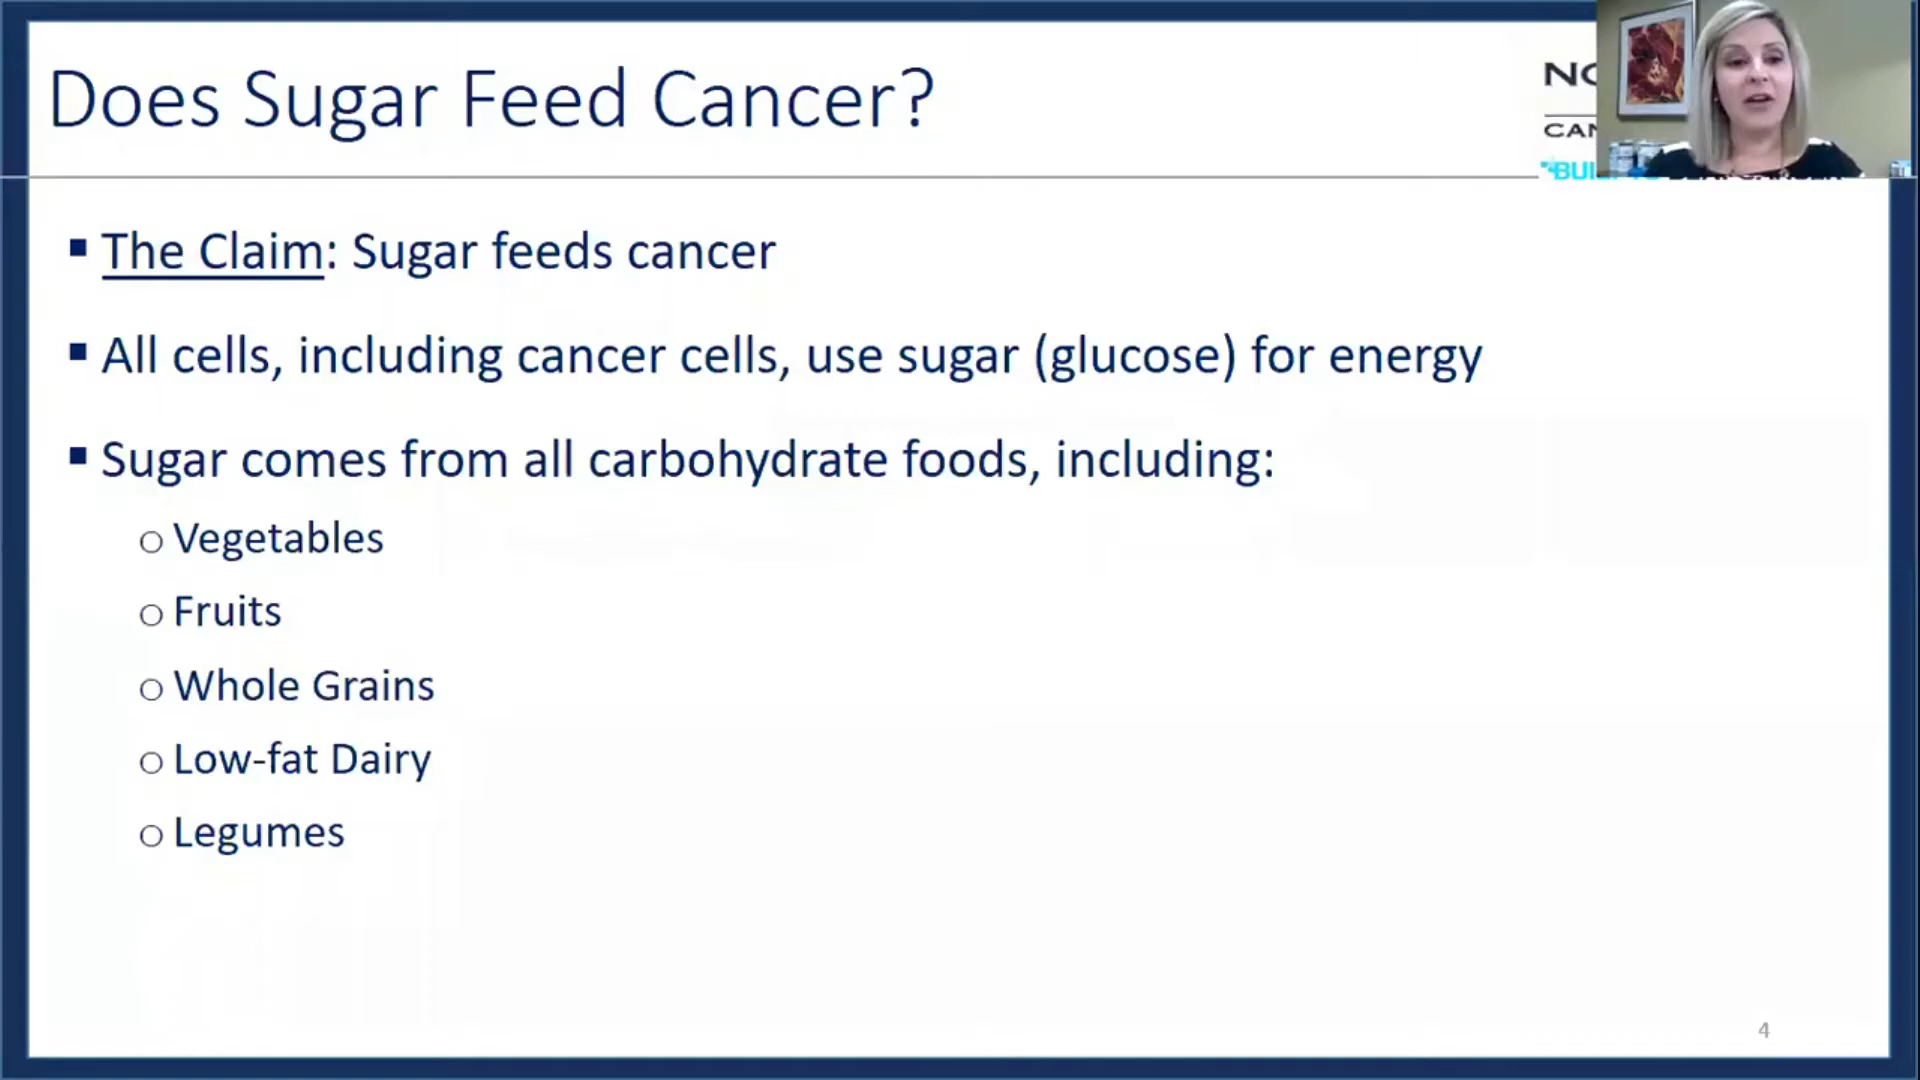 Does Sugar Feed Cancer?
▪ The Claim: Sugar feeds cancer
▪ All cells, including cancer cells, use sugar (glucose) for energy
▪ Sugar comes from all carbohydrate foods, including:
o Vegetables
o Fruits
o Whole Grains
o Low-fat Dairy
o Legumes
4